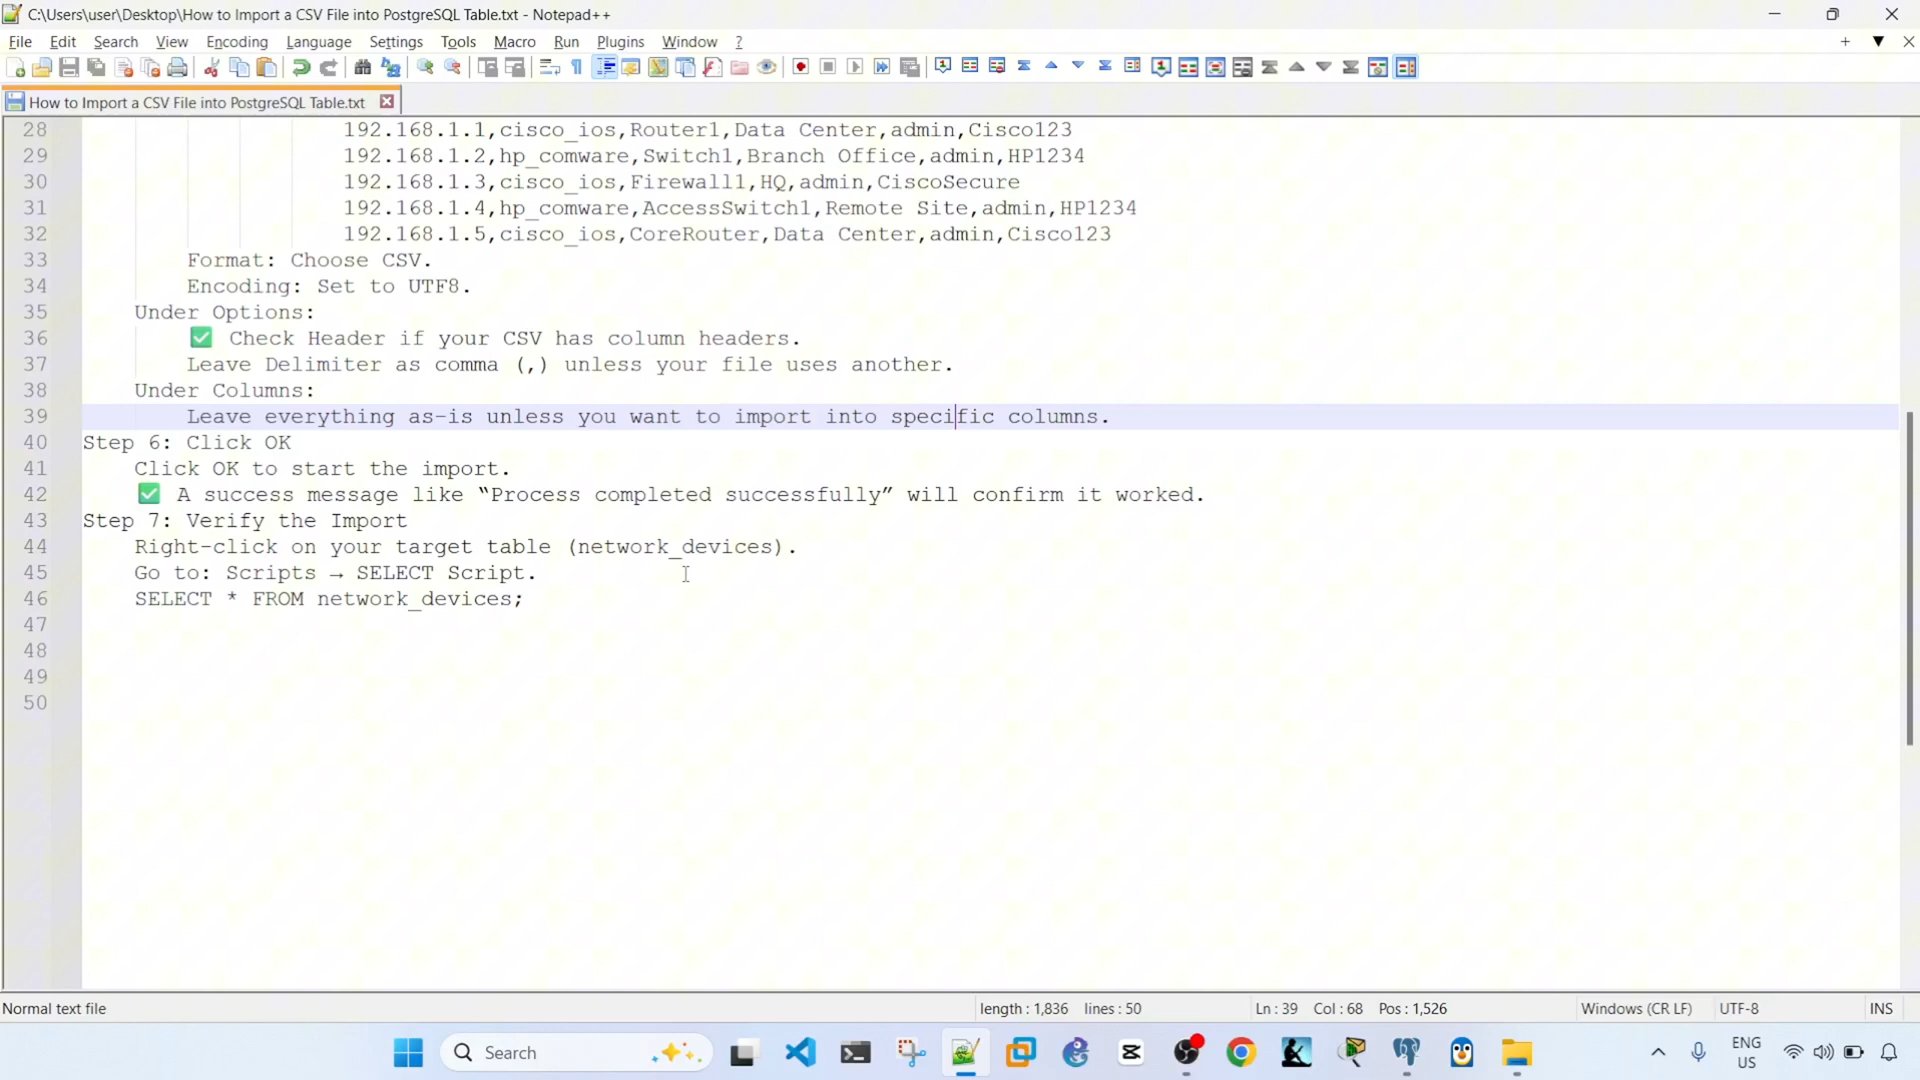 C:\Users\user\Desktop\How to Import a CSV File into PostgreSQL Table.txt - Notepad++
File Edit Search View Encoding Language Settings Tools Macro Run Plugins Window ?
How to Import a CSV File into PostgreSQL Table.txt
28 192.168.1.1,cisco_ios,Router1,Data Center,admin,Cisco123
29 192.168.1.2,hp_comware,Switch1,Branch Office,admin,HP1234
30 192.168.1.3,cisco_ios,Firewall1,HQ,admin,CiscoSecure
31 192.168.1.4,hp_comware,AccessSwitch1,Remote Site,admin,HP1234
32 192.168.1.5,cisco_ios,CoreRouter,Data Center,admin,Cisco123
33 Format: Choose CSV.
34 Encoding: Set to UTF8.
35 Under Options:
36 ✅ Check Header if your CSV has column headers.
37 Leave Delimiter as comma (,) unless your file uses another.
38 Under Columns:
39 Leave everything as-is unless you want to import into specific columns.
40 Step 6: Click OK
41 Click OK to start the import.
42 ✅ A success message like “Process completed successfully” will confirm it worked.
43 Step 7: Verify the Import
44 Right-click on your target table (network_devices).
45 Go to: Scripts → SELECT Script.
46 SELECT * FROM network_devices;
47
48
49
50
Normal text file length : 1,836 lines : 50 Ln : 39 Col : 68 Pos : 1,526 Windows (CR LF) UTF-8 INS
Search
ENG
US